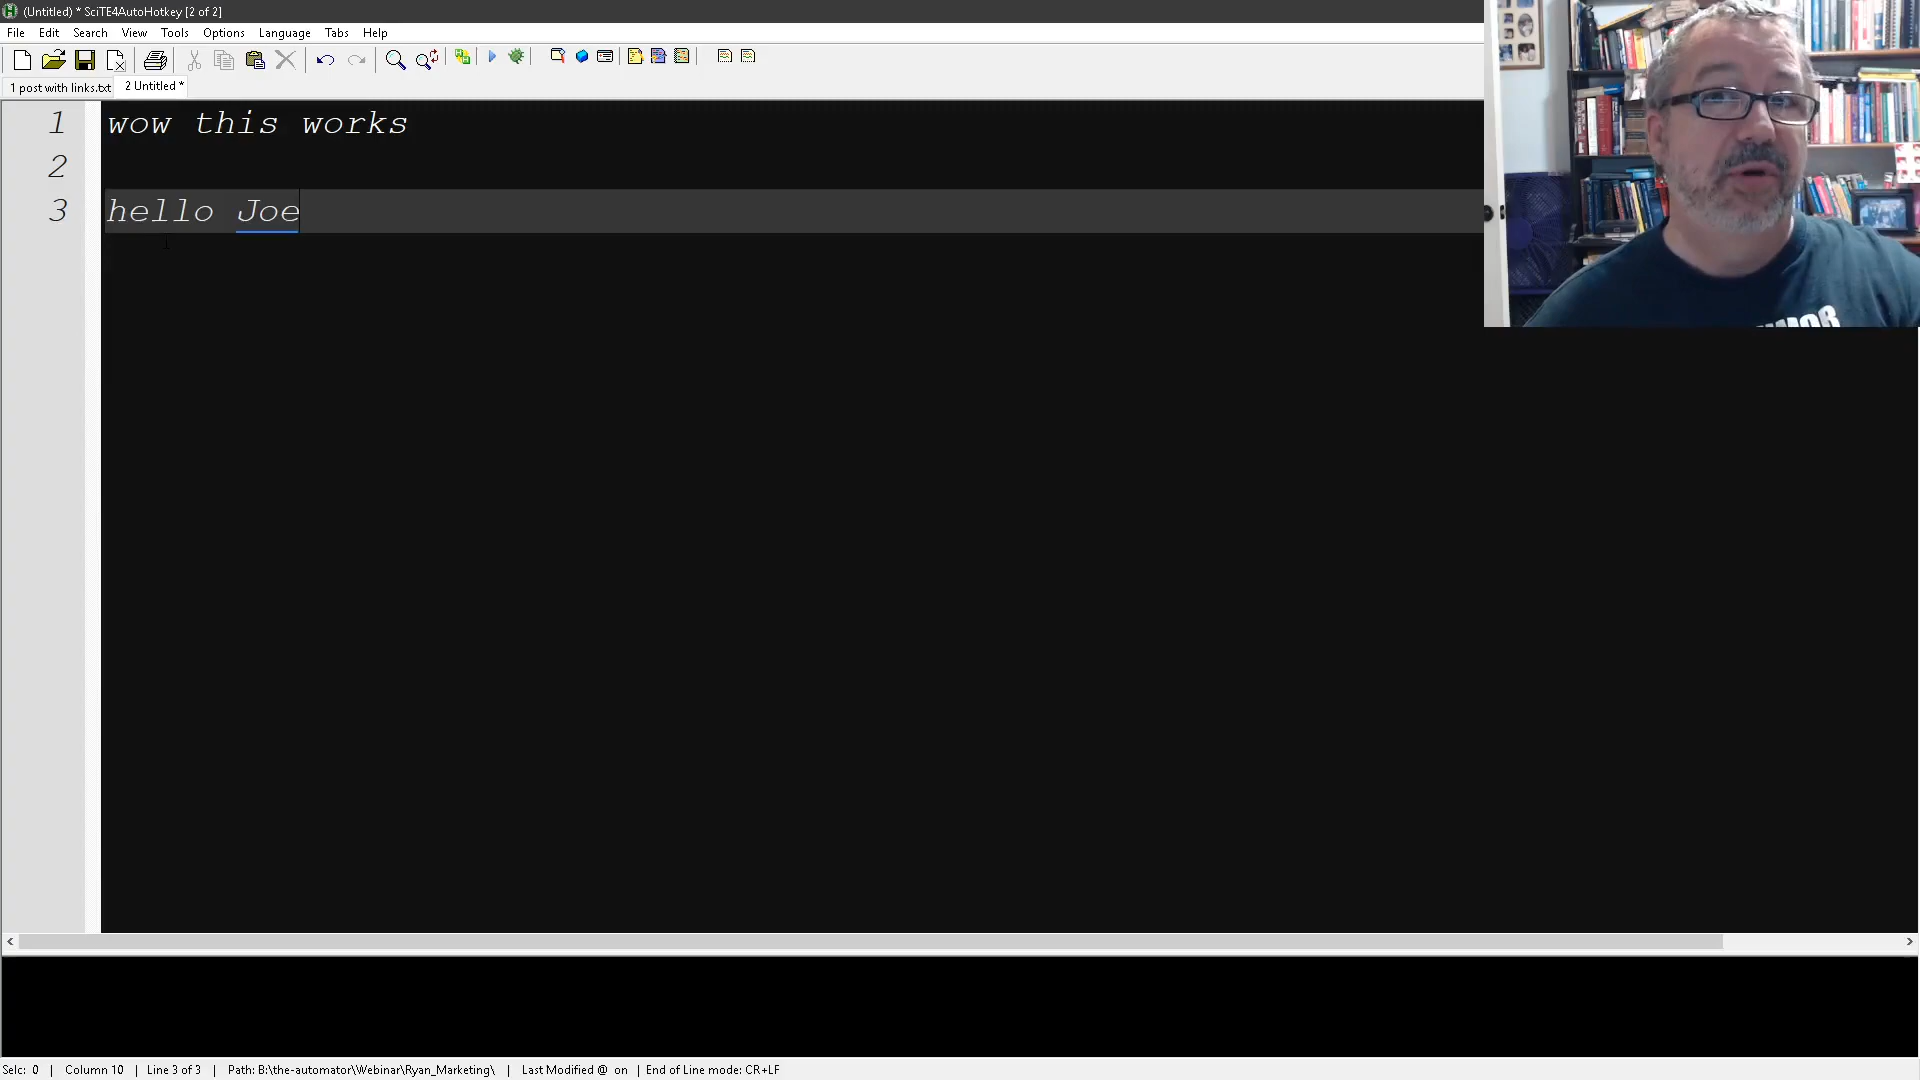 (Untitled) * SciTE4AutoHotkey [2 of 2]
File Edit Search View Tools Options Language Tabs Help
1 post with links.txt 2 Untitled *
1 wow this works
2
3 hello Joe
Selc: 0 | Column 10 | Line 3 of 3 | Path: B:\the-automator\Webinar\Ryan_Marketing\ | Last Modified @ on | End of Line mode: CR+LF